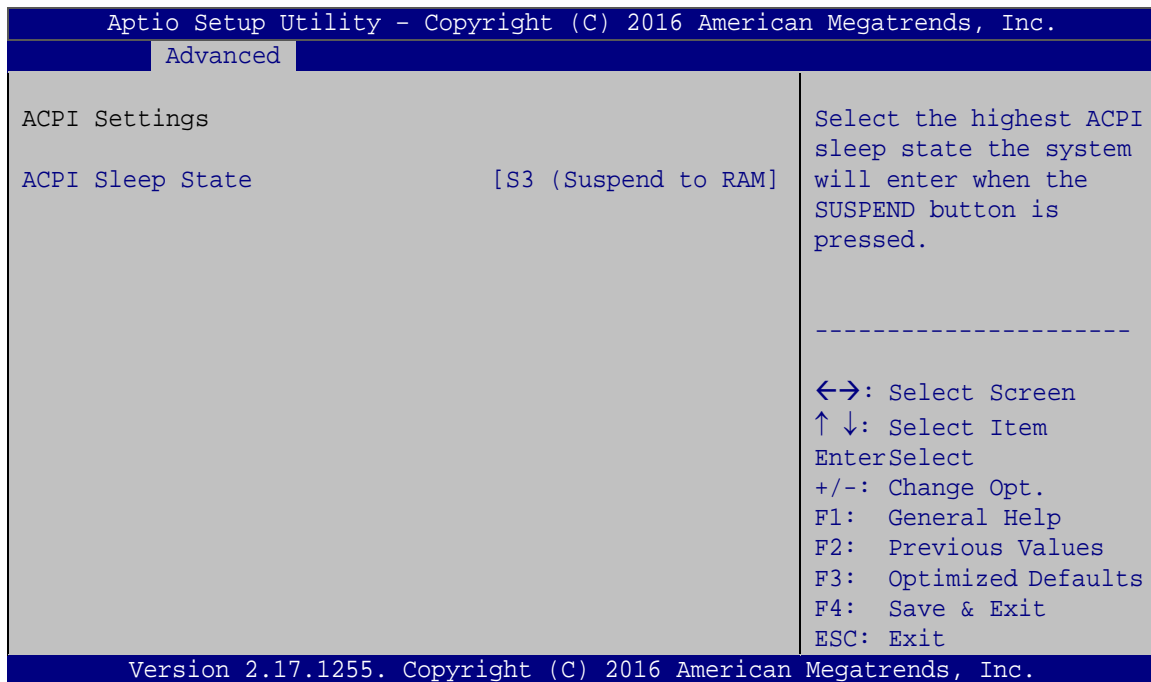 Aptio Setup Utility – Copyright (C) 2016 American Megatrends, Inc.
Advanced
ACPI Settings
ACPI Sleep State [S3 (Suspend to RAM]
Select the highest ACPI
sleep state the system
will enter when the
SUSPEND button is
pressed.
----------------------
←→: Select Screen
↑ ↓: Select Item
EnterSelect
+/-: Change Opt.
F1: General Help
F2: Previous Values
F3: Optimized Defaults
F4: Save & Exit
ESC: Exit
Version 2.17.1255. Copyright (C) 2016 American Megatrends, Inc.